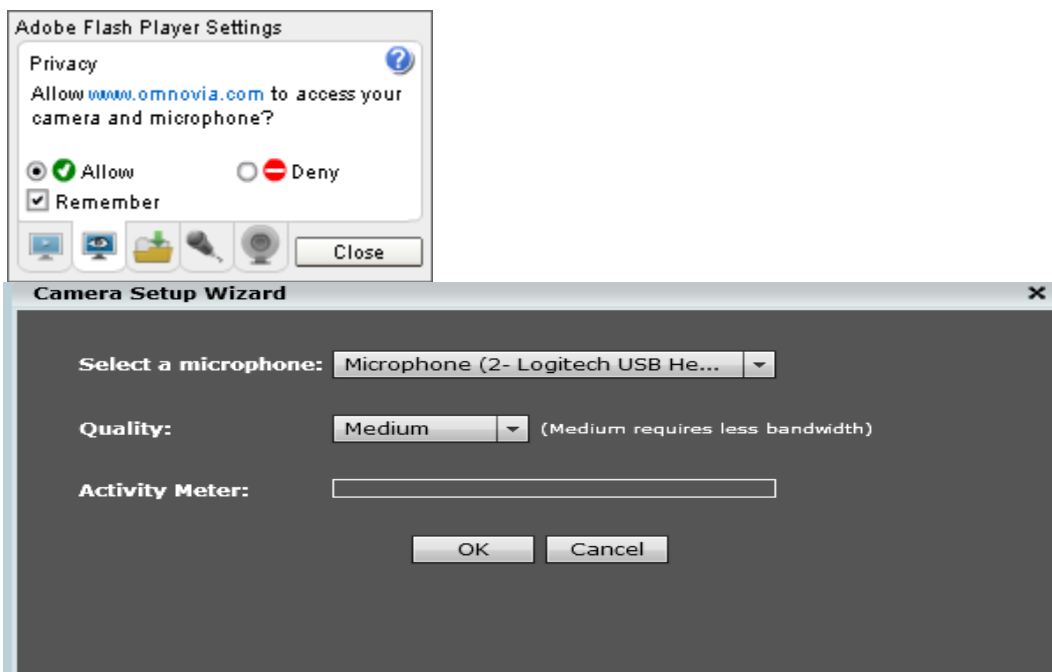 Adobe Flash Player Settings
Privacy
Allow www.omnovia.com to access your
camera and microphone?
Allow Deny
Remember
Close
Camera Setup Wizard
Select a microphone: Microphone (2- Logitech USB He...
Quality: Medium (Medium requires less bandwidth)
Activity Meter:
OK Cancel